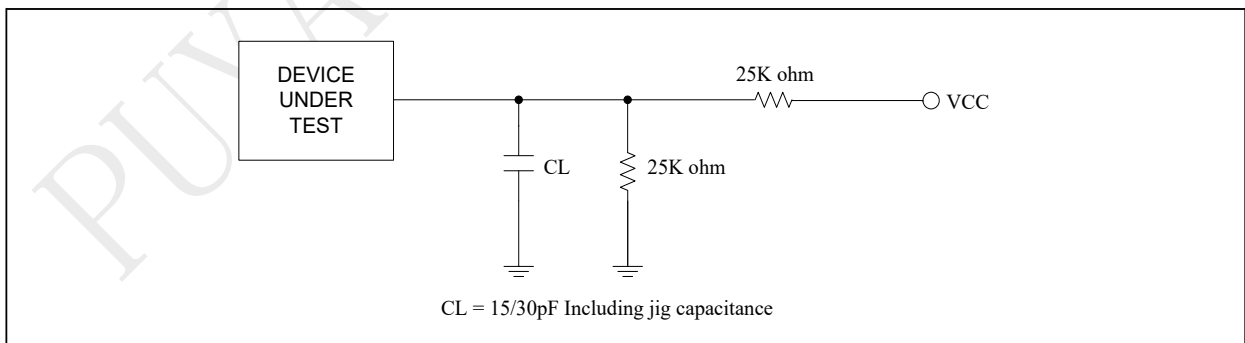 DEVICE
UNDER
TEST
25K ohm
VCC
CL
25K ohm
CL = 15/30pF Including jig capacitance